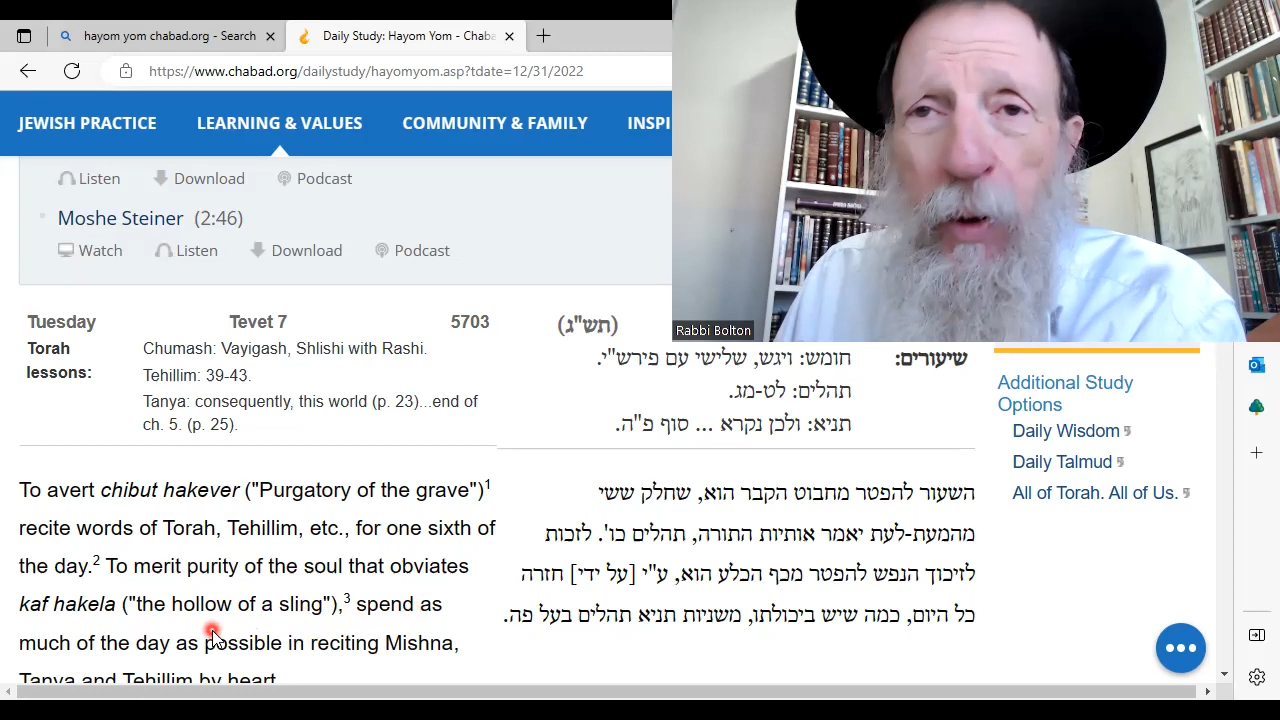 hayom yom chabad.org - Search
Daily Study: Hayom Yom - Chaba
https://www.chabad.org/dailystudy/hayomyom.asp?tdate=12/31/2022
JEWISH PRACTICE LEARNING & VALUES COMMUNITY & FAMILY INSPI
Listen Download Podcast
Moshe Steiner (2:46)
Watch Listen Download Podcast
Rabbi Bolton
Tuesday Tevet 7 5703
Torah lessons:
Chumash: Vayigash, Shlishi with Rashi.
Tehillim: 39-43.
Tanya: consequently, this world (p. 23)...end of
ch. 5. (p. 25).
(תש"ג)
שיעורים: חומש: ויגש, שלישי עם פירש"י.
תהלים: לט-מג.
תניא: ולכן נקרא ... סוף פ"ה.
To avert chibut hakever ("Purgatory of the grave")1
recite words of Torah, Tehillim, etc., for one sixth of
the day.2 To merit purity of the soul that obviates
kaf hakela ("the hollow of a sling"),3 spend as
much of the day as possible in reciting Mishna,
Tanya and Tehillim by heart
השעור להפטר מחבוט הקבר הוא, שחלק ששי
מהמעת-לעת יאמר אותיות התורה, תהלים כו'. לזכות
לזיכוך הנפש להפטר מכף הכלע הוא, ע"י [על ידי] חזרה
כל היום, כמה שיש ביכולתו, משניות תניא תהלים בעל פה.
Additional Study
Options
Daily Wisdom
Daily Talmud
All of Torah. All of Us.